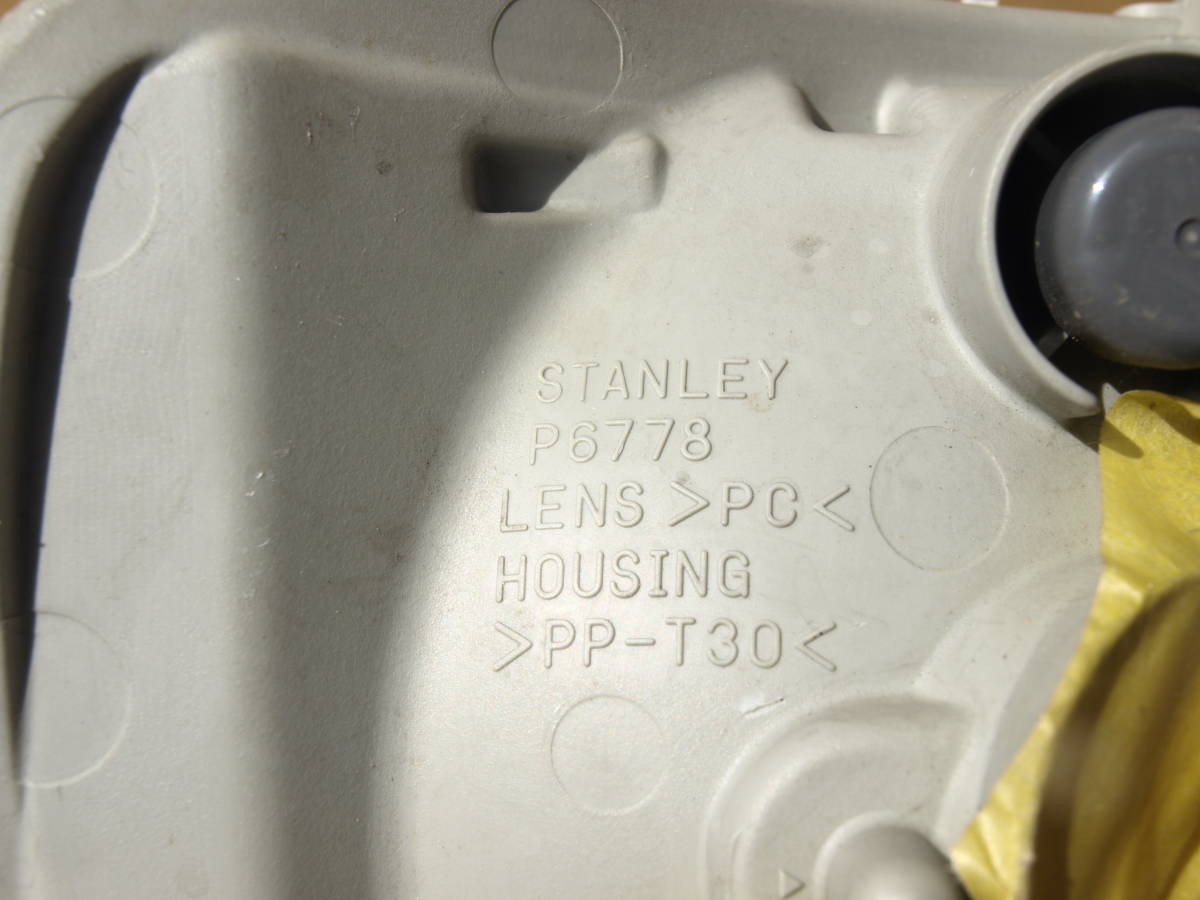 STANLEY
P6778
LENS >PC<
HOUSING
>PP-T30<